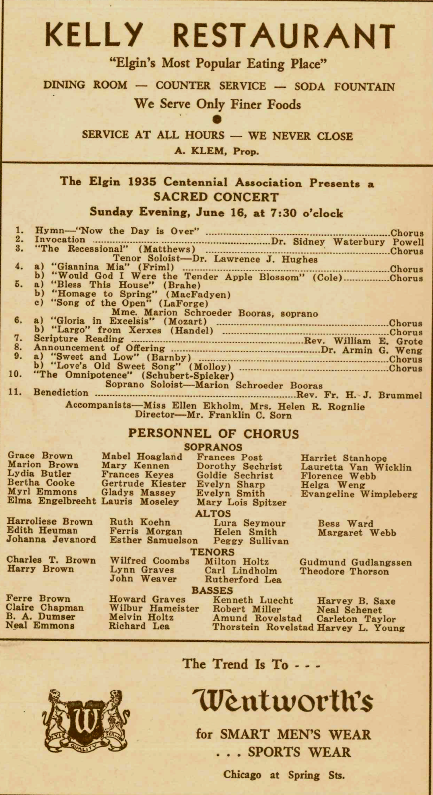 KELLY RESTAURANT
"Elgin's Most Popular Eating Place"
DINING ROOM — COUNTER SERVICE — SODA FOUNTAIN
We Serve Only Finer Foods
SERVICE AT ALL HOURS — WE NEVER CLOSE
A. KLEM, Prop.
The Elgin 1935 Centennial Association Presents a
SACRED CONCERT
Sunday Evening, June 16, at 7:30 o'clock
1. Hymn—"Now the Day is Over" ........ Chorus
2. Invocation ........ Dr. Sidney Waterbury Powell
3. "The Recessional" (Matthews) ........ Chorus
Tenor Soloist—Dr. Lawrence J. Hughes
4. a) "Giannina Mia" (Friml) ........ Chorus
b) "Would God I Were the Tender Apple Blossom" (Cole) ........ Chorus
5. a) "Bless This House" (Brahe)
b) "Homage to Spring" (MacFadyen)
c) "Song of the Open" (LaForge)
Mme. Marion Schroeder Booras, soprano
6. a) "Gloria in Excelsis" (Mozart) ........ Chorus
b) "Largo" from Xerxes (Handel) ........ Chorus
7. Scripture Reading ........ Rev. William E. Grote
8. Announcement of Offering ........ Dr. Armin G. Weng
9. a) "Sweet and Low" (Barnby) ........ Chorus
b) "Love's Old Sweet Song" (Molloy) ........ Chorus
10. "The Omnipotence" (Schubert-Spicker)
Soprano Soloist—Marion Schroeder Booras
11. Benediction ........ Rev. Fr. H. J. Brummel
Accompanists—Miss Ellen Ekholm, Mrs. Helen R. Rognlie
Director—Mr. Franklin C. Sorn
PERSONNEL OF CHORUS
SOPRANOS
Grace Brown Mabel Hoagland Frances Post Harriet Stanhope
Marion Brown Mary Kennen Dorothy Sechrist Lauretta Van Wicklin
Lydia Butler Frances Keyes Goldie Sechrist Florence Webb
Bertha Cooke Gertrude Kiester Evelyn Sharp Helga Weng
Myrl Emmons Gladys Massey Evelyn Smith Evangeline Wimpleberg
Elma Engelbrecht Lauris Moseley Mary Lois Spitzer
ALTOS
Harroliese Brown Ruth Koehn Lura Seymour Bess Ward
Edith Heuman Ferris Morgan Helen Smith Margaret Webb
Johanna Jevanord Esther Samuelson Peggy Sullivan
TENORS
Charles T. Brown Wilfred Coombs Milton Holtz Gudmund Gudlangssen
Harry Brown Lynn Graves Carl Lindholm Theodore Thorson
John Weaver Rutherford Lea
BASSES
Ferre Brown Howard Graves Kenneth Luecht Harvey B. Saxe
Claire Chapman Wilbur Hameister Robert Miller Neal Schenet
B. A. Dumser Melvin Holtz Amund Rovelstad Carleton Taylor
Neal Emmons Richard Lea Thorstein Rovelstad Harvey L. Young
The Trend Is To - - -
W
Wentworth's
for SMART MEN'S WEAR
. . . SPORTS WEAR
Chicago at Spring Sts.